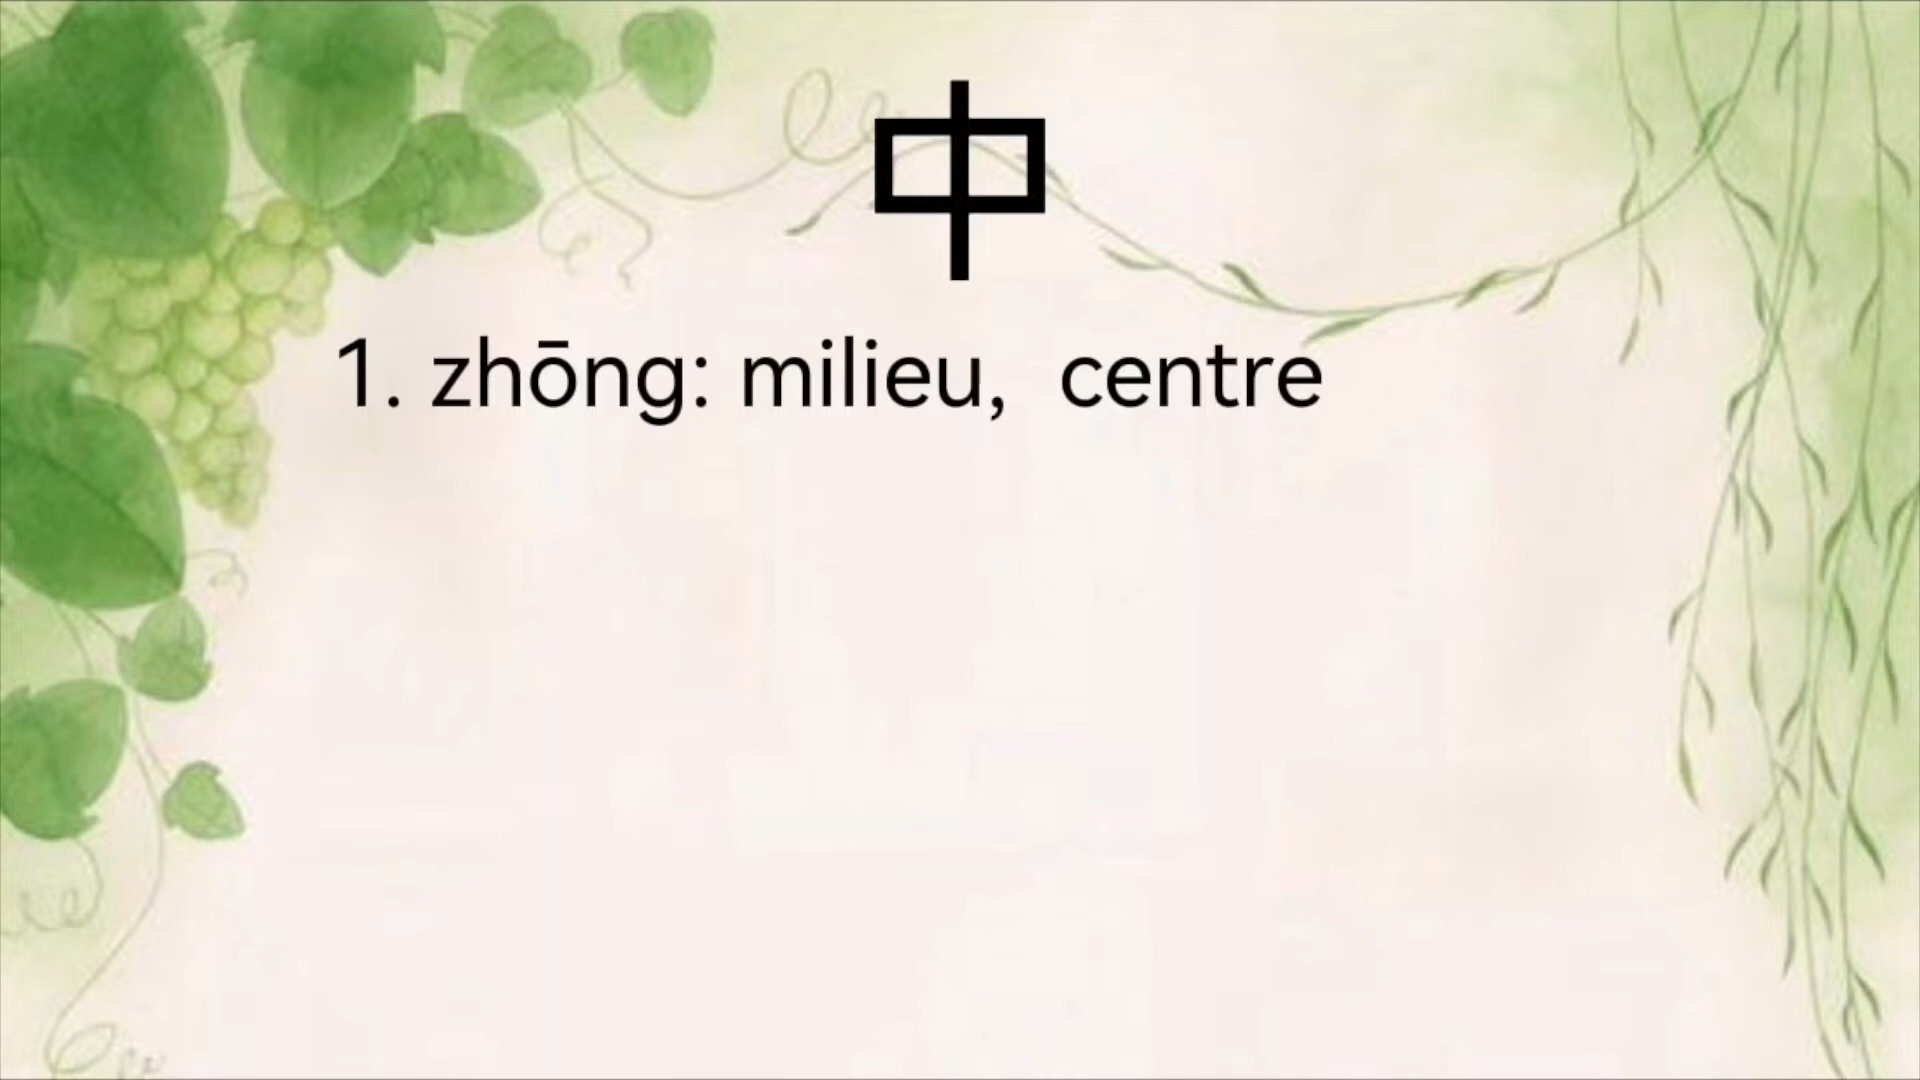 中
1. zhōng: milieu,  centre